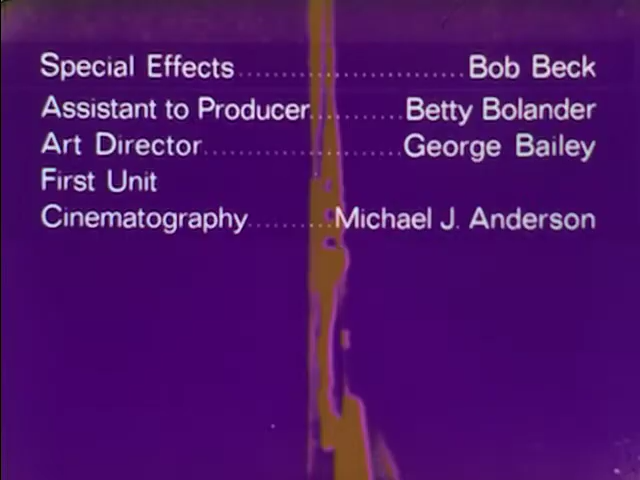 Special Effects........................Bob Beck
Assistant to Producer..........Betty Bolander
Art Director.....................George Bailey
First Unit
Cinematography.........Michael J. Anderson